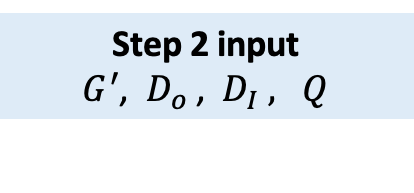 Step 2 input
G', D_O, D_I, Q